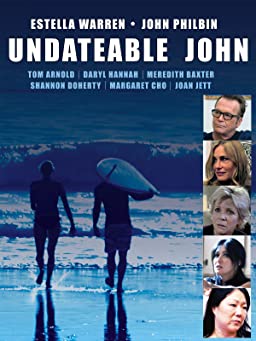 ESTELLA WARREN • JOHN PHILBIN
UNDATEABLE JOHN
TOM ARNOLD | DARYL HANNAH | MEREDITH BAXTER
SHANNON DOHERTY | MARGARET CHO | JOAN JETT